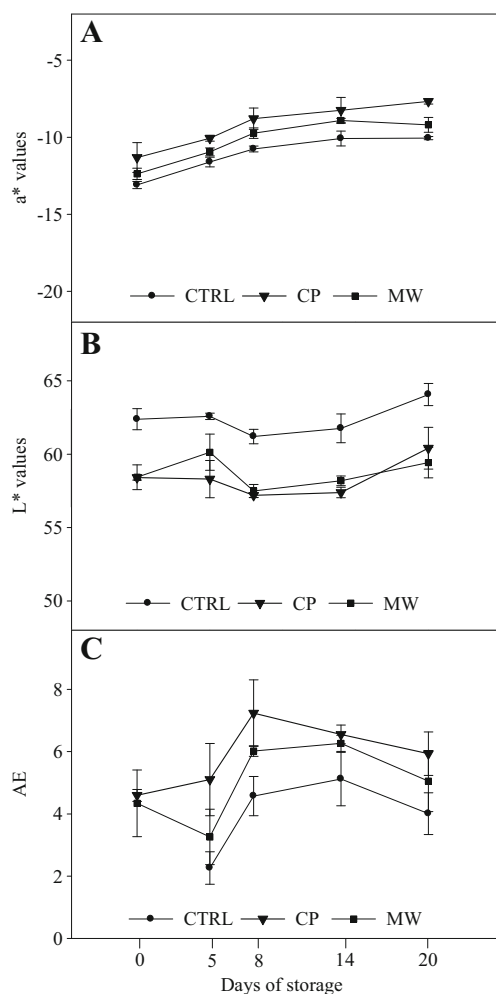 A
-5
-10
-15
-20
a* values
CTRL CP MW
B
65
60
55
50
L* values
CTRL CP MW
C
8
6
4
2
0
AE
CTRL CP MW
0 5 8 14 20
Days of storage